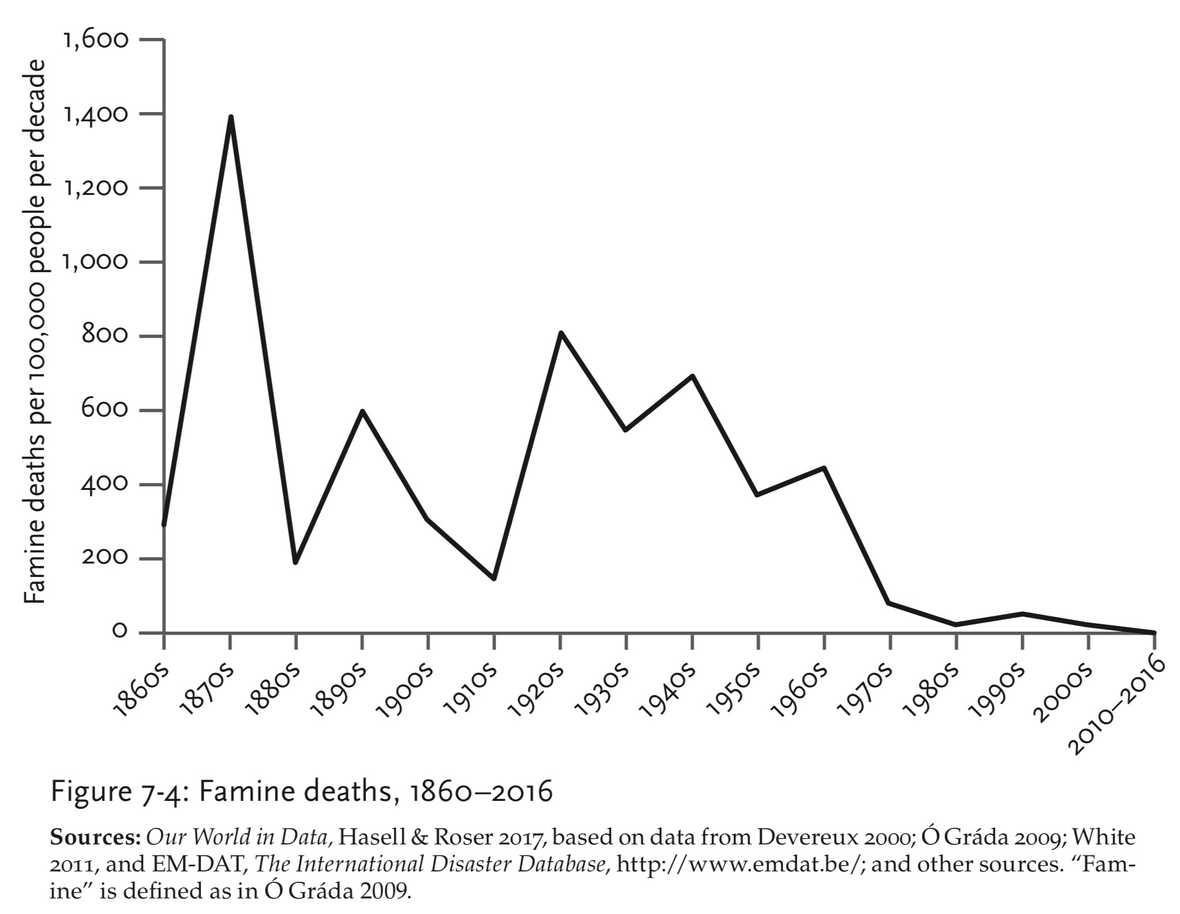 Famine deaths per 100,000 people per decade
1,600
1,400
1,200
1,000
800
600
400
200
0
1860s
1870s
1880s
1890s
1900s
1910s
1920s
1930s
1940s
1950s
1960s
1970s
1980s
1990s
2000s
2010–2016
Figure 7-4: Famine deaths, 1860–2016
Sources: Our World in Data, Hasell & Roser 2017, based on data from Devereux 2000; Ó Gráda 2009; White
2011, and EM-DAT, The International Disaster Database, http://www.emdat.be/; and other sources. “Fam-
ine” is defined as in Ó Gráda 2009.